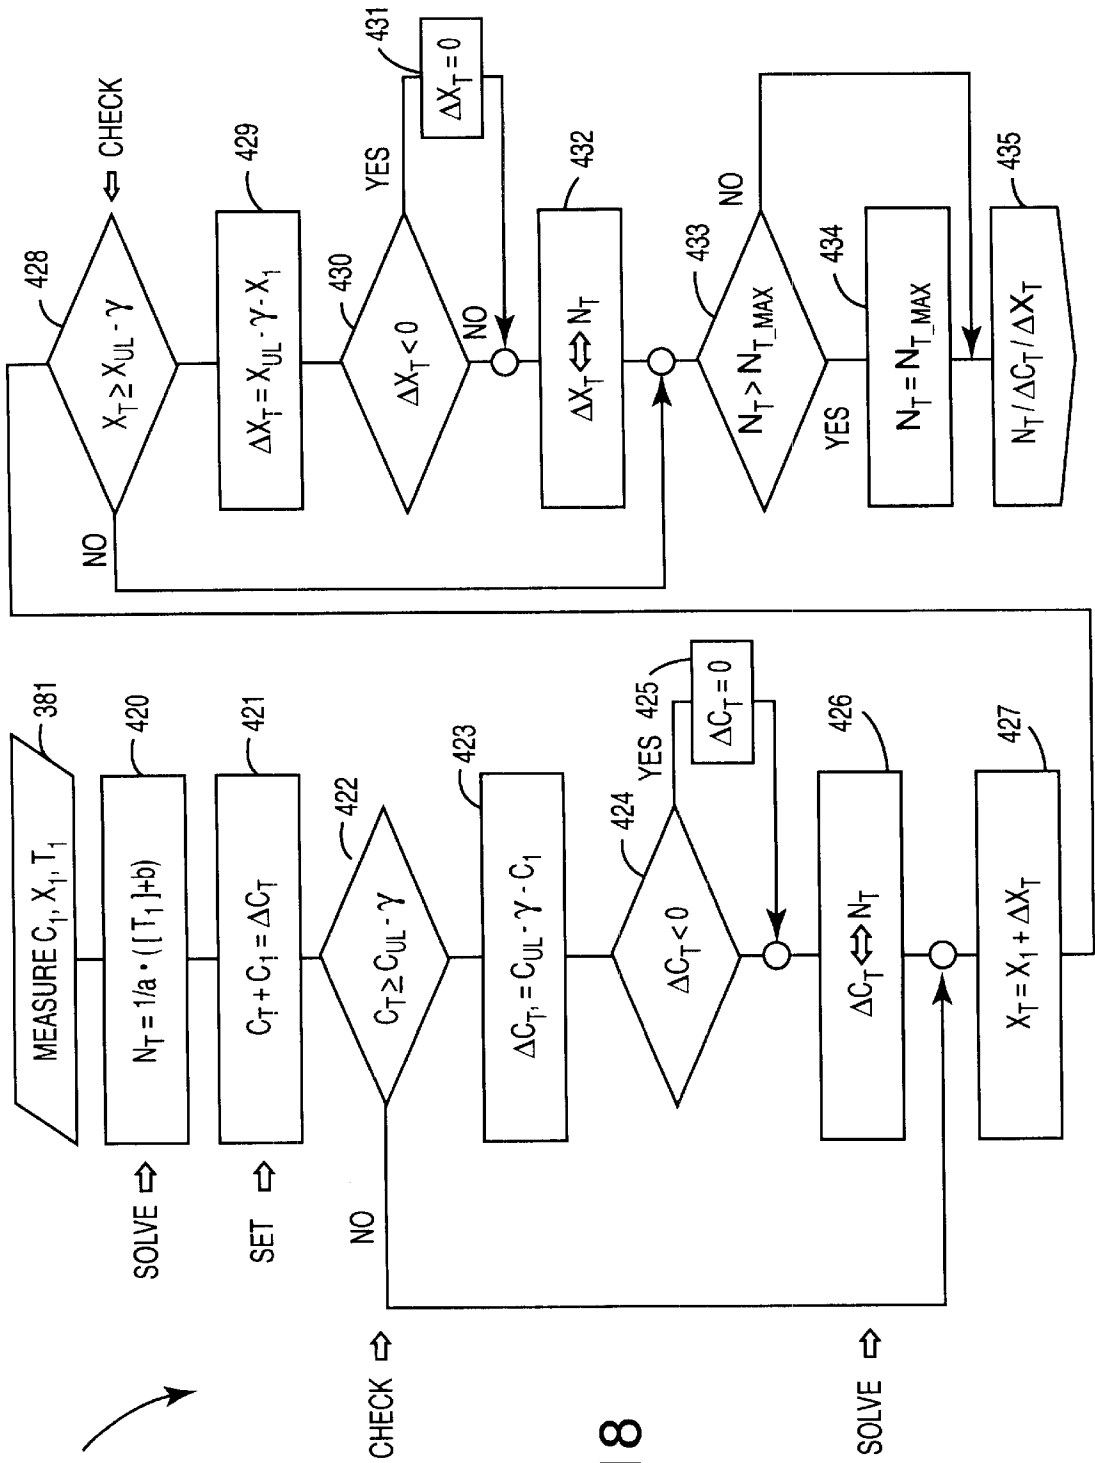 MEASURE C₁, X₁, T₁
381
SOLVE ⇨
N_T = 1/a • ([T₁]+b)
420
SET ⇨
C_T + C₁ = ΔC_T
421
CHECK ⇨
C_T ≥ C_UL - γ
422
NO
ΔC_T, = C_UL - γ - C₁
423
ΔC_T < 0
424
YES
425
ΔC_T = 0
SOLVE ⇨
ΔC_T ⇔ N_T
426
X_T = X₁ + ΔX_T
427
X_T ≥ X_UL - γ
428
⇦ CHECK
NO
ΔX_T = X_UL - γ - X₁
429
ΔX_T < 0
430
YES
431
ΔX_T = 0
NO
ΔX_T ⇔ N_T
432
N_T > N_T_MAX
433
NO
YES
N_T = N_T_MAX
434
N_T / ΔC_T / ΔX_T
435
18